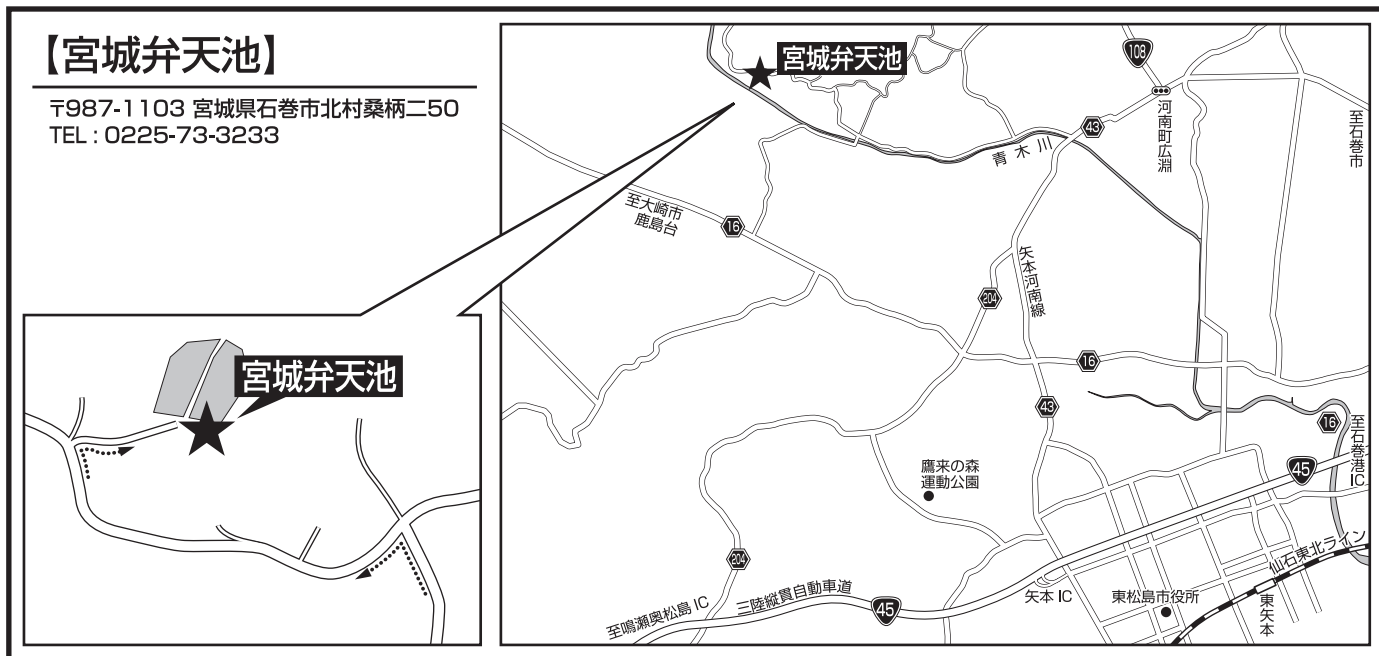 【宮城弁天池】
〒987-1103 宮城県石巻市北村桑柄二50
TEL : 0225-73-3233
宮城弁天池
宮城弁天池
108
43
河南町広淵
至石巻市
青木川
至大崎市
鹿島台
16
矢本河南線
204
16
43
16
至石巻港IC
45
鷹来の森
運動公園
204
仙石東北ライン
至鳴瀬奥松島 IC
三陸縦貫自動車道
45
矢本 IC
東松島市役所
東矢本